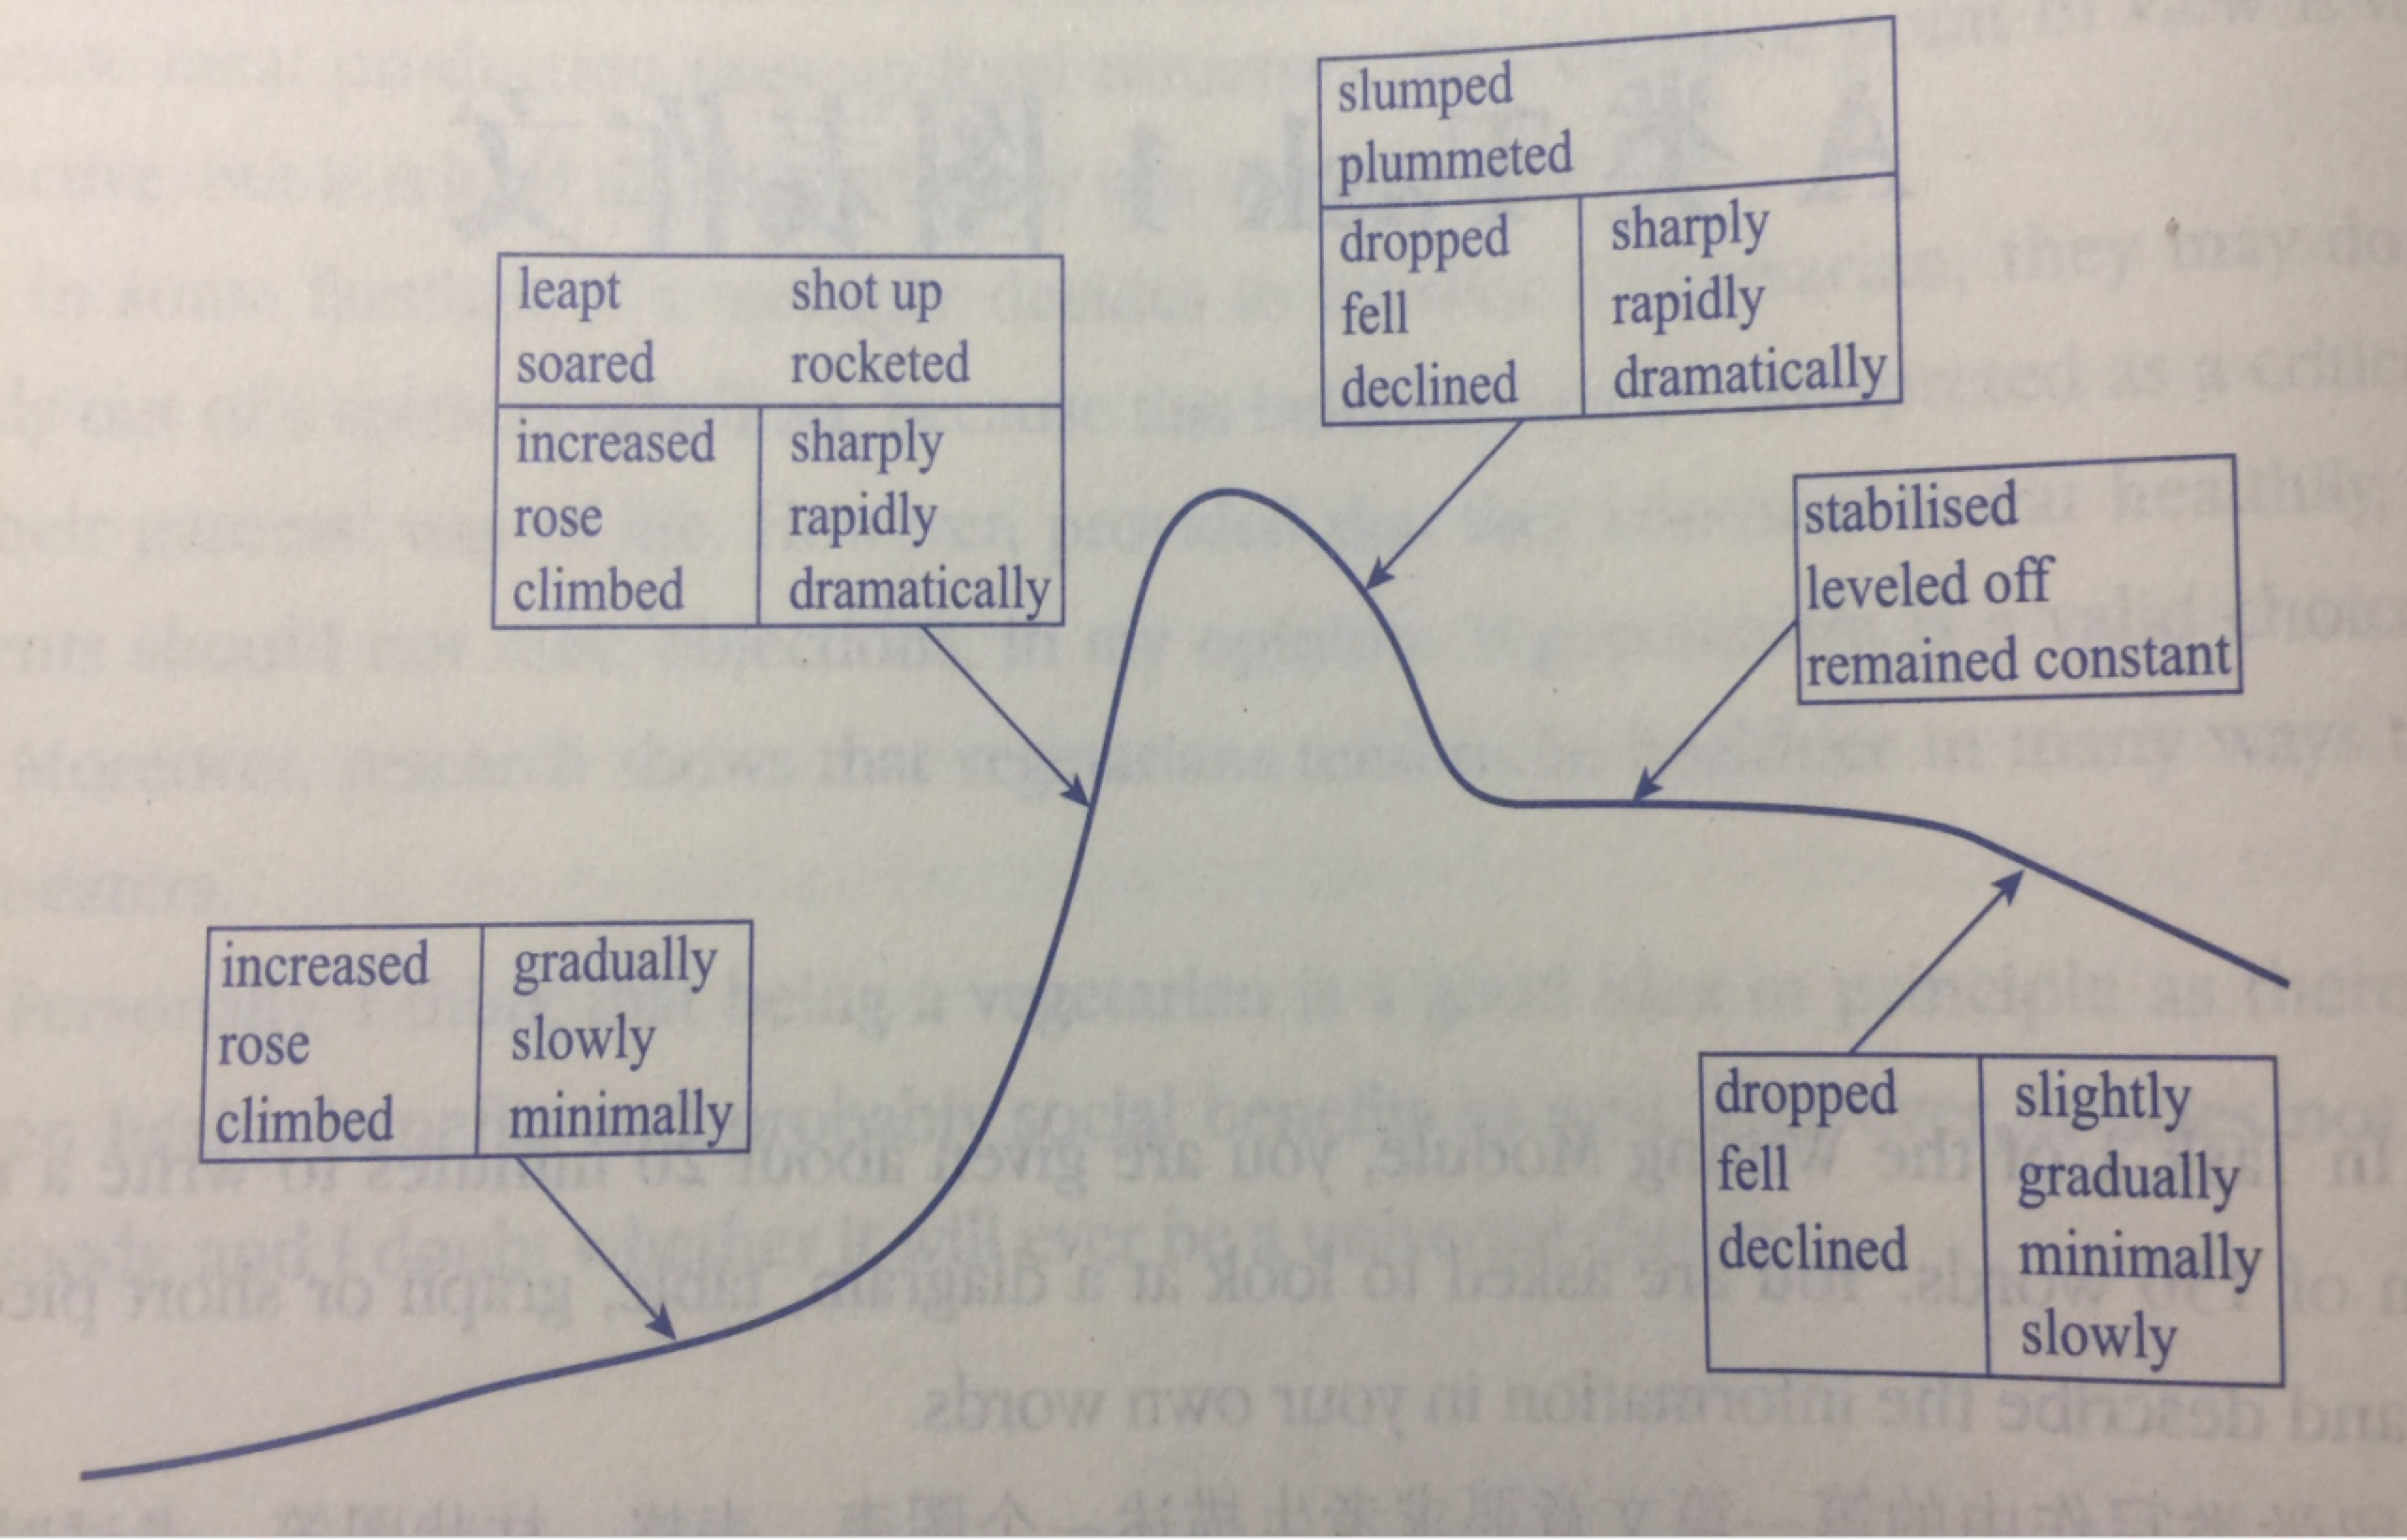 slumped
plummeted
dropped sharply
fell rapidly
declined dramatically
leapt shot up
soared rocketed
increased sharply
rose rapidly
climbed dramatically
stabilised
leveled off
remained constant
increased gradually
rose slowly
climbed minimally
dropped slightly
fell gradually
declined minimally
slowly